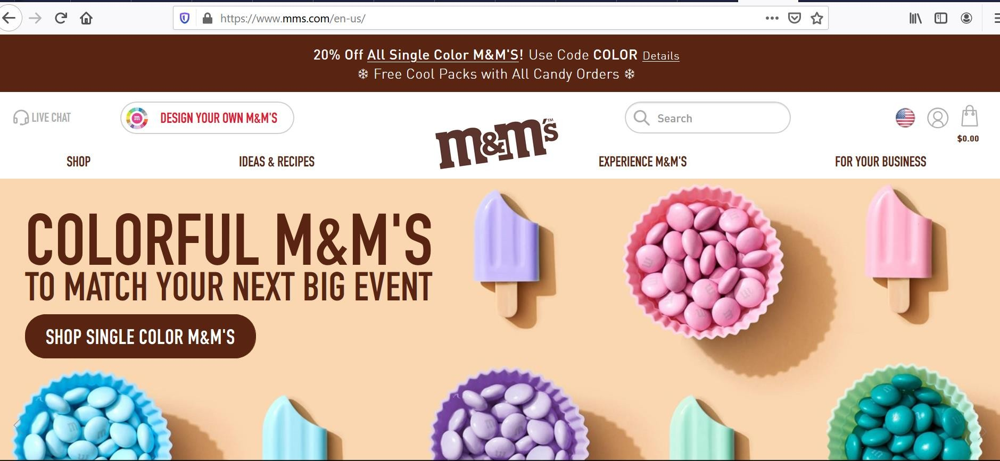 https://www.mms.com/en-us/
20% Off All Single Color M&M'S! Use Code COLOR Details
❄ Free Cool Packs with All Candy Orders ❄
LIVE CHAT
m
DESIGN YOUR OWN M&M'S
m&m's™
Search
$0.00
SHOP
IDEAS & RECIPES
EXPERIENCE M&M'S
FOR YOUR BUSINESS
COLORFUL M&M'S
TO MATCH YOUR NEXT BIG EVENT
SHOP SINGLE COLOR M&M'S